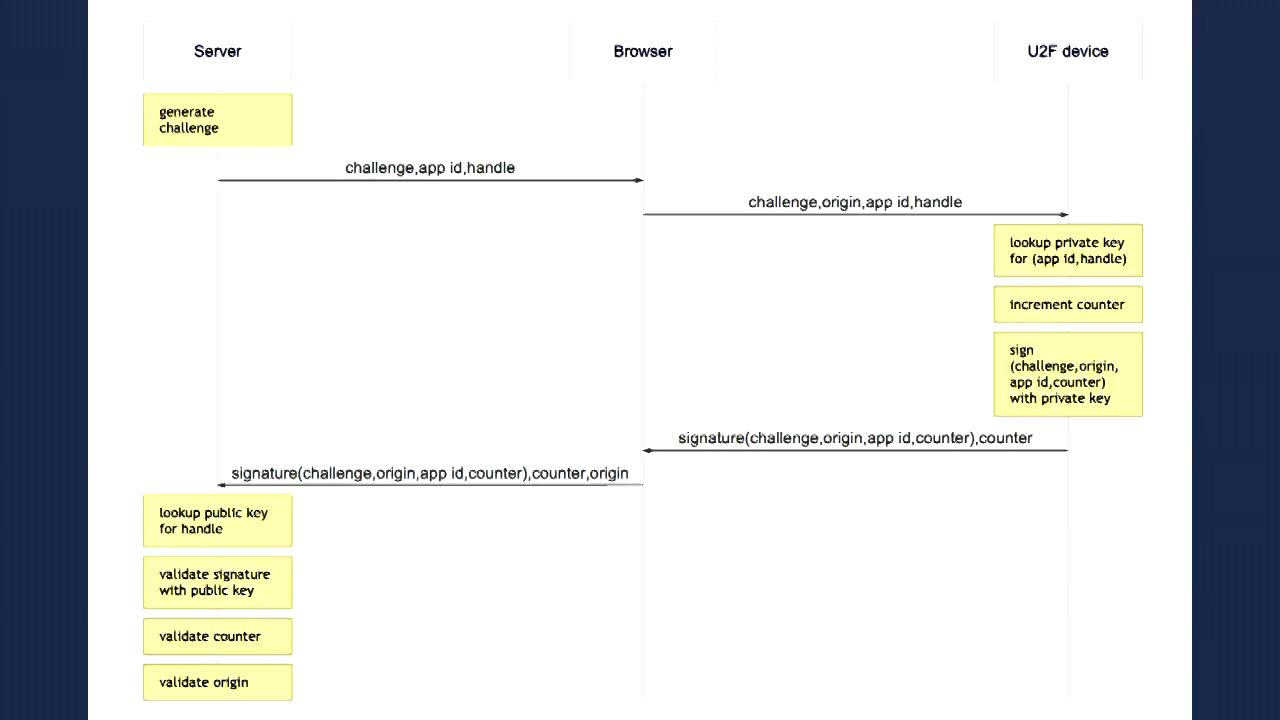 Server
Browser
U2F device
generate
challenge
challenge,app id,handle
challenge,origin,app id,handle
lookup private key
for (app id,handle)
increment counter
sign
(challenge,origin,
app id,counter)
with private key
signature(challenge,origin,app id,counter),counter
signature(challenge,origin,app id,counter),counter,origin
lookup public key
for handle
validate signature
with public key
validate counter
validate origin